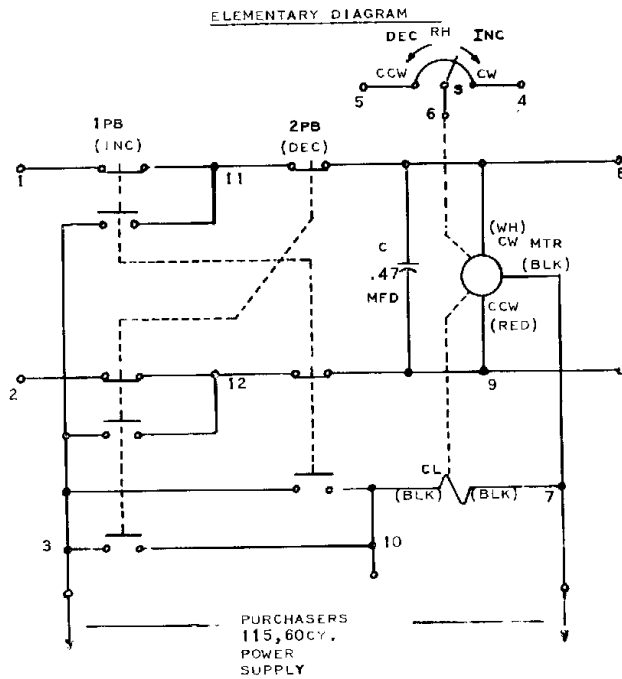 ELEMENTARY DIAGRAM
DEC RH INC
CCW CW
5 S 4
6
1PB
(INC)
2PB
(DEC)
1 11 8
(WH)
CW MTR
(BLK)
C
.47
MFD
CCW
(RED)
2 12 9
CL
(BLK) (BLK) 7
3 10
PURCHASERS
115,60CY.
POWER
SUPPLY